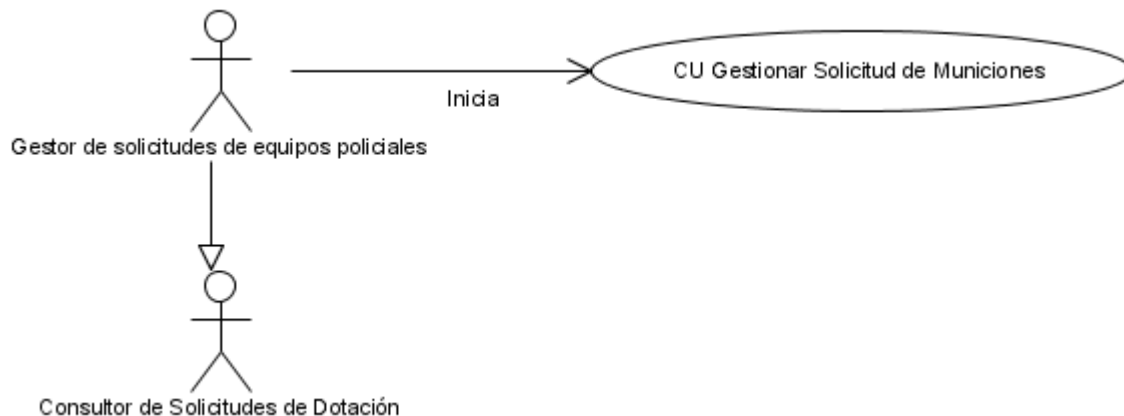 CU Gestionar Solicitud de Municiones
Inicia
Gestor de solicitudes de equipos policiales
Consultor de Solicitudes de Dotación